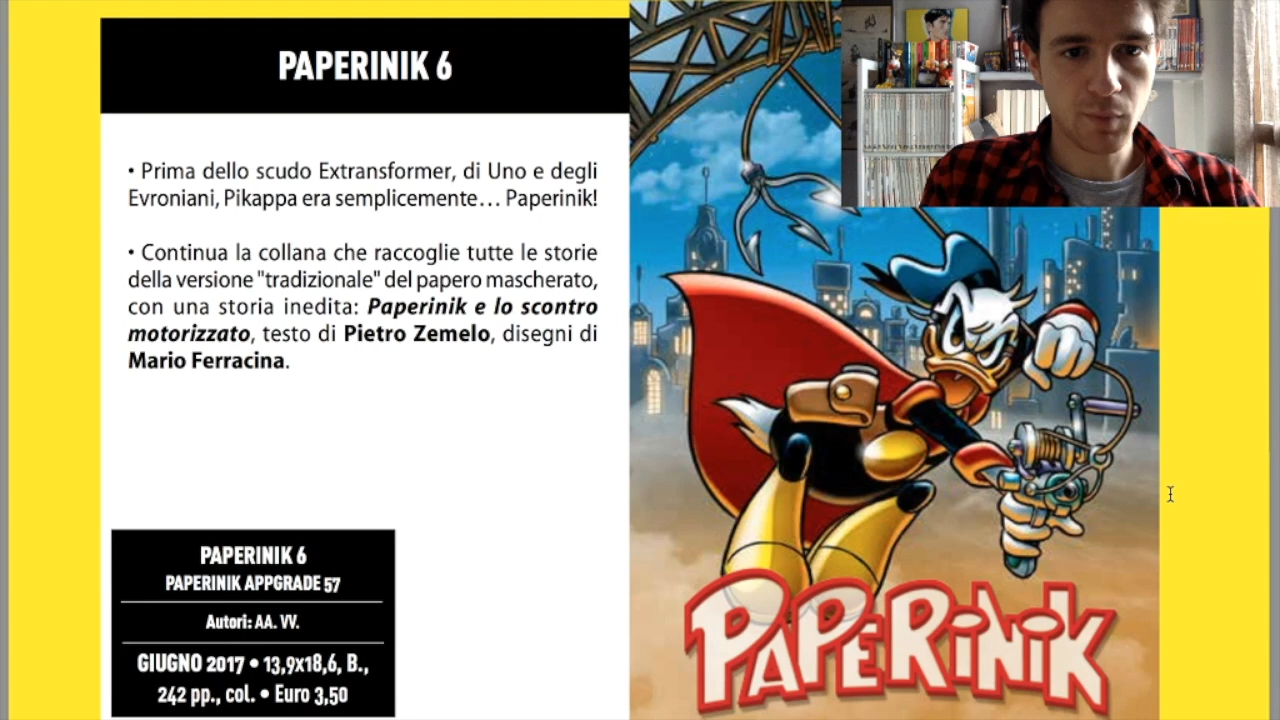 PAPERINIK 6
• Prima dello scudo Extransformer, di Uno e degli
Evroniani, Pikappa era semplicemente… Paperinik!
• Continua la collana che raccoglie tutte le storie
della versione "tradizionale" del papero mascherato,
con una storia inedita: Paperinik e lo scontro
motorizzato, testo di Pietro Zemelo, disegni di
Mario Ferracina.
PAPERINIK 6
PAPERINIK APPGRADE 57
Autori: AA. VV.
GIUGNO 2017 • 13,9x18,6, B.,
242 pp., col. • Euro 3,50
PAPERINIK